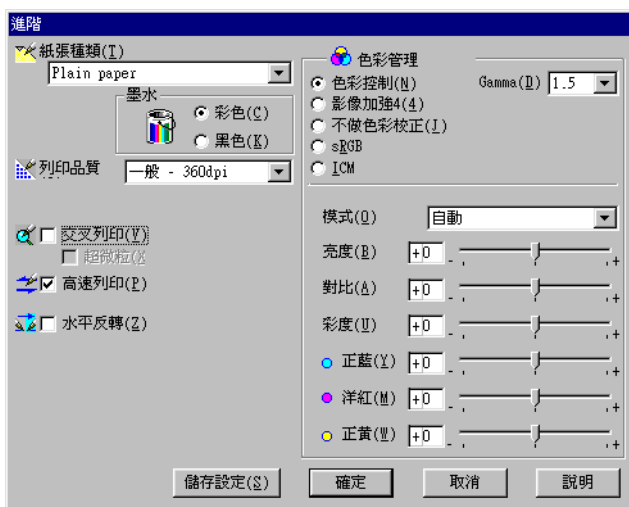 進階
紙張種類(T)
Plain paper
墨水
彩色(C)
黑色(K)
列印品質
一般 - 360dpi
交叉列印(V)
超微粒(X
高速列印(P)
水平反轉(Z)
色彩管理
色彩控制(N)
Gamma(D) 1.5
影像加強4(4)
不做色彩校正(J)
sRGB
ICM
模式(O) 自動
亮度(B) +0 - +
對比(A) +0 - +
彩度(U) +0 - +
正藍(Y) +0 - +
洋紅(M) +0 - +
正黃(W) +0 - +
儲存設定(S)
確定
取消
說明